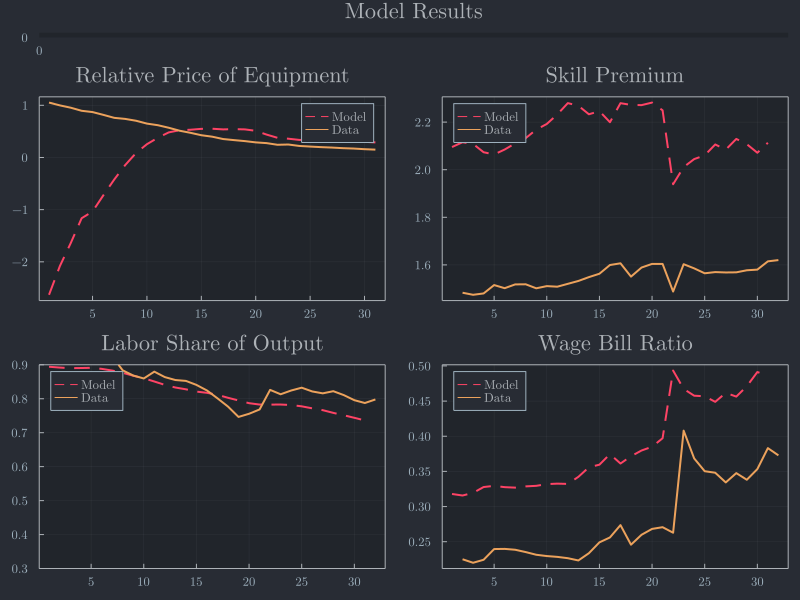 Model Results
0
0
Relative Price of Equipment
Model
Data
1
0
−1
−2
5 10 15 20 25 30
Skill Premium
Model
Data
2.2
2.0
1.8
1.6
5 10 15 20 25 30
Labor Share of Output
Model
Data
0.9
0.8
0.7
0.6
0.5
0.4
0.3
5 10 15 20 25 30
Wage Bill Ratio
Model
Data
0.50
0.45
0.40
0.35
0.30
0.25
5 10 15 20 25 30